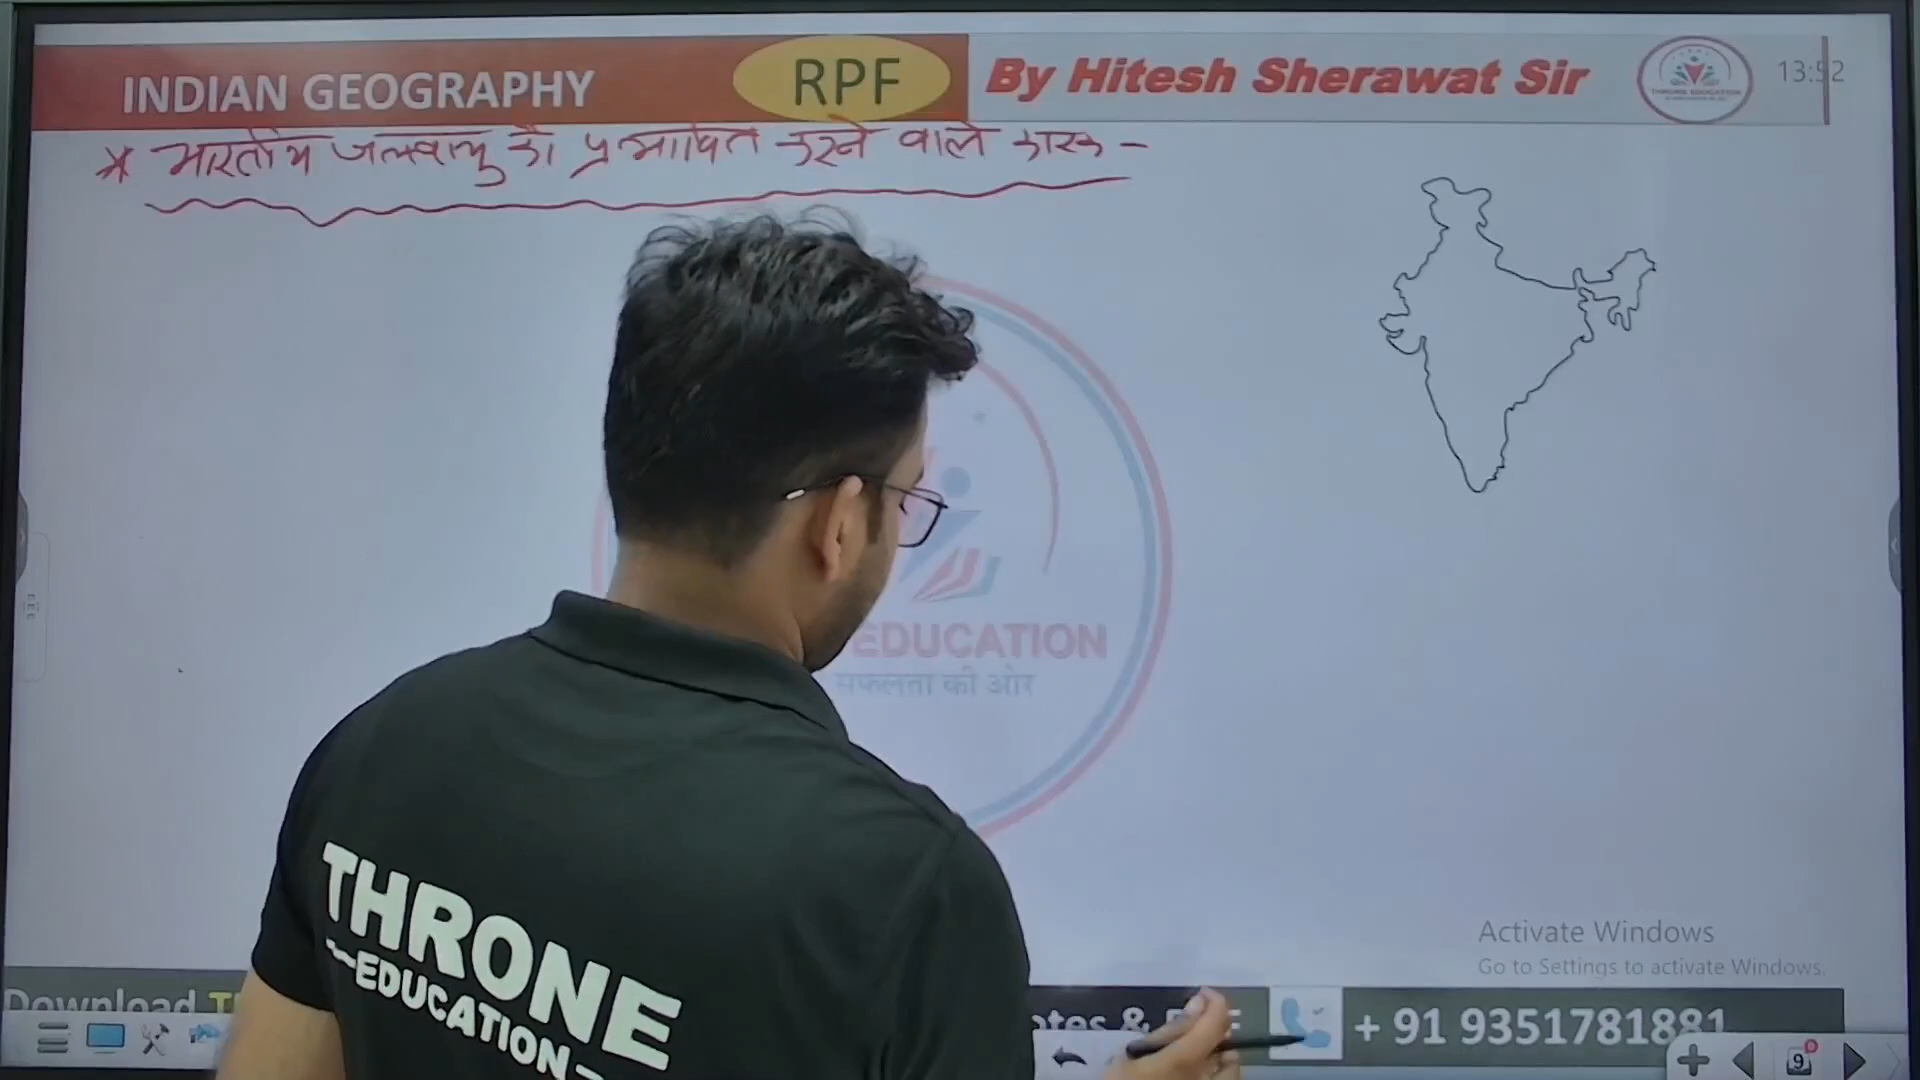 INDIAN GEOGRAPHY RPF By Hitesh Sherawat Sir 13:52
* भारतीय जलवायु को प्रभावित करने वाले कारक -
EDUCATION
सफलता की ओर
THRONE
EDUCATION
Activate Windows
Go to Settings to activate Windows.
Download
& + 91 9351781881
9